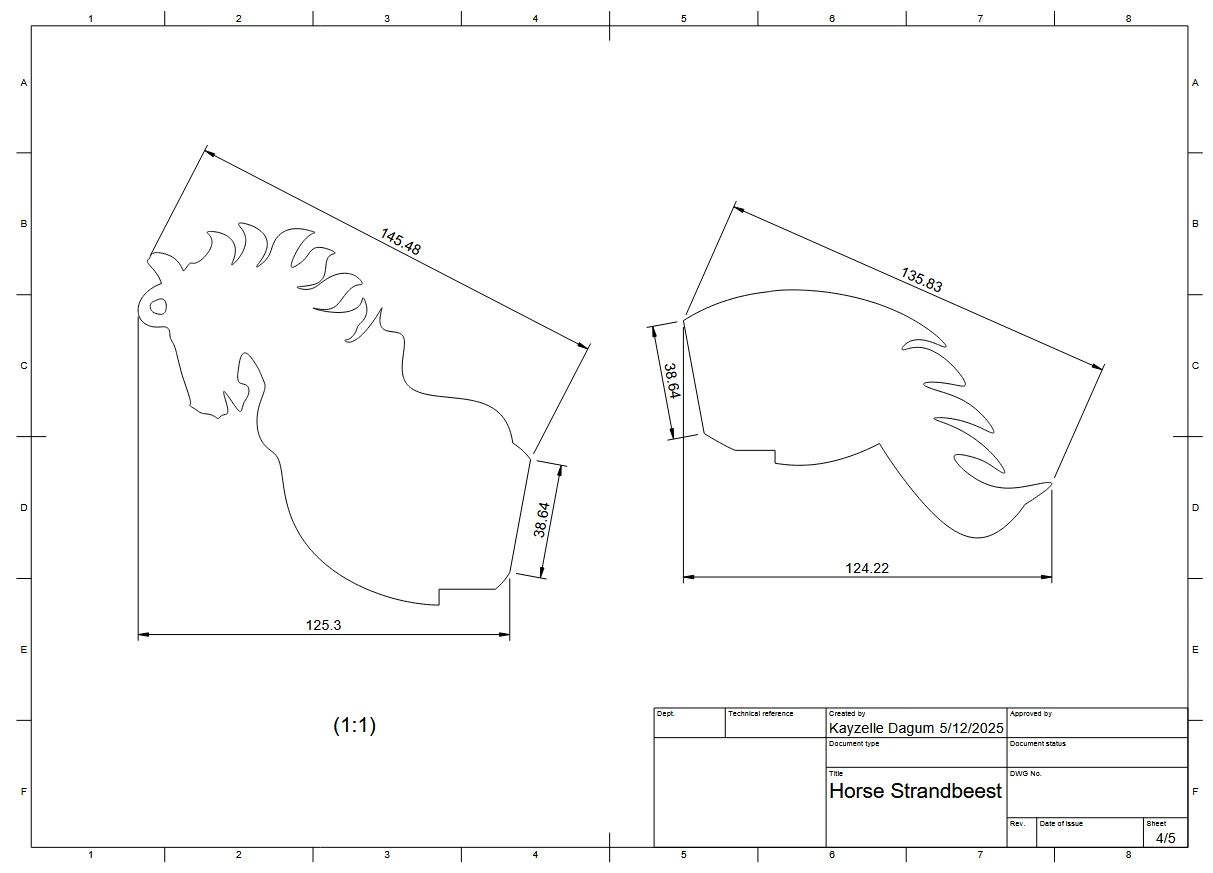 1 2 3 4 5 6 7 8
A A
B B
145.48
135.83
C C
38.64
D D
38.64
124.22
125.3
E E
(1:1)
Dept. Technical reference Created by Approved by
Kayzelle Dagum 5/12/2025
Document type Document status
Title DWG No.
Horse Strandbeest
F F
Rev. Date of issue Sheet
4/5
1 2 3 4 5 6 7 8